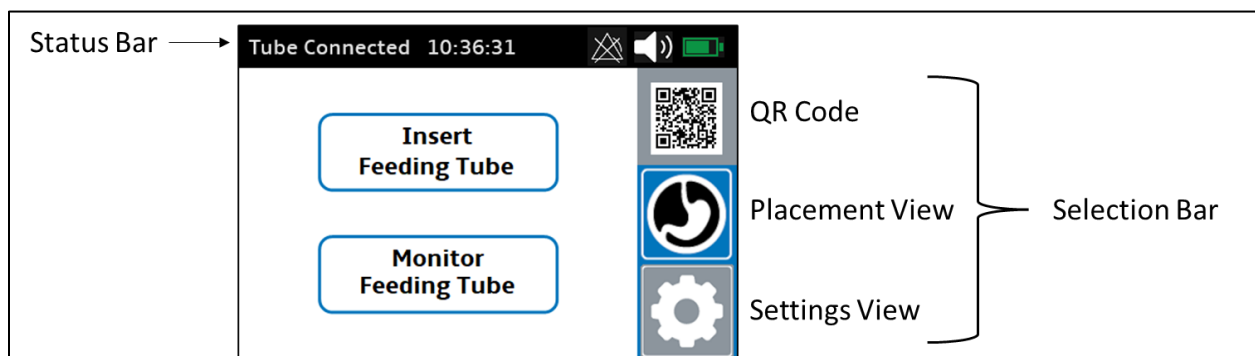 Status Bar
Tube Connected 10:36:31
QR Code
Insert
Feeding Tube
Placement View
Selection Bar
Monitor
Feeding Tube
Settings View